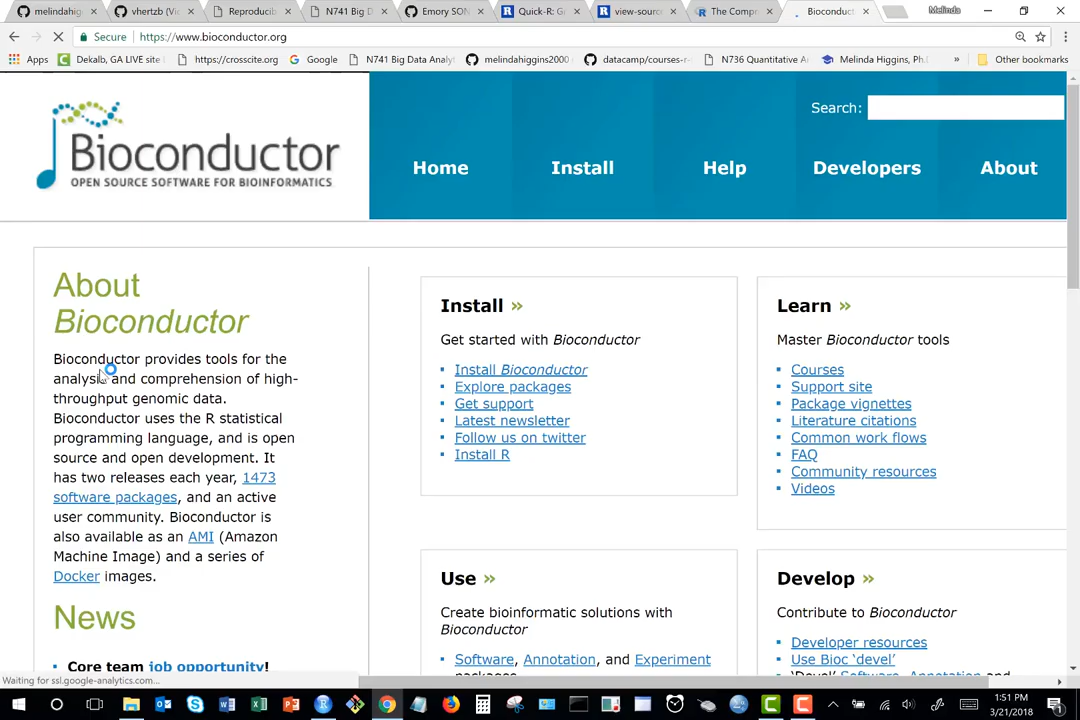 melindahig
vhertzb (Vic
Reproducib
N741 Big D
Emory SON
Quick-R: G
view-source
The Compr
Bioconduct
Melinda
Secure
https://www.bioconductor.org
Apps
Dekalb, GA LIVE site
https://crosscite.org
Google
N741 Big Data Analy
melindahiggins2000
datacamp/courses-r
N736 Quantitative A
Melinda Higgins, Ph.
»
Other bookmarks
Bioconductor
OPEN SOURCE SOFTWARE FOR BIOINFORMATICS
Search:
Home
Install
Help
Developers
About
About
Bioconductor
Bioconductor provides tools for the
analysis and comprehension of high-
throughput genomic data.
Bioconductor uses the R statistical
programming language, and is open
source and open development. It
has two releases each year, 1473
software packages, and an active
user community. Bioconductor is
also available as an AMI (Amazon
Machine Image) and a series of
Docker images.
News
Core team job opportunity!
Install »
Get started with Bioconductor
Install Bioconductor
Explore packages
Get support
Latest newsletter
Follow us on twitter
Install R
Learn »
Master Bioconductor tools
Courses
Support site
Package vignettes
Literature citations
Common work flows
FAQ
Community resources
Videos
Use »
Create bioinformatic solutions with
Bioconductor
Software, Annotation, and Experiment
Develop »
Contribute to Bioconductor
Developer resources
Use Bioc 'devel'
Waiting for ssl.google-analytics.com...
1:51 PM
3/21/2018